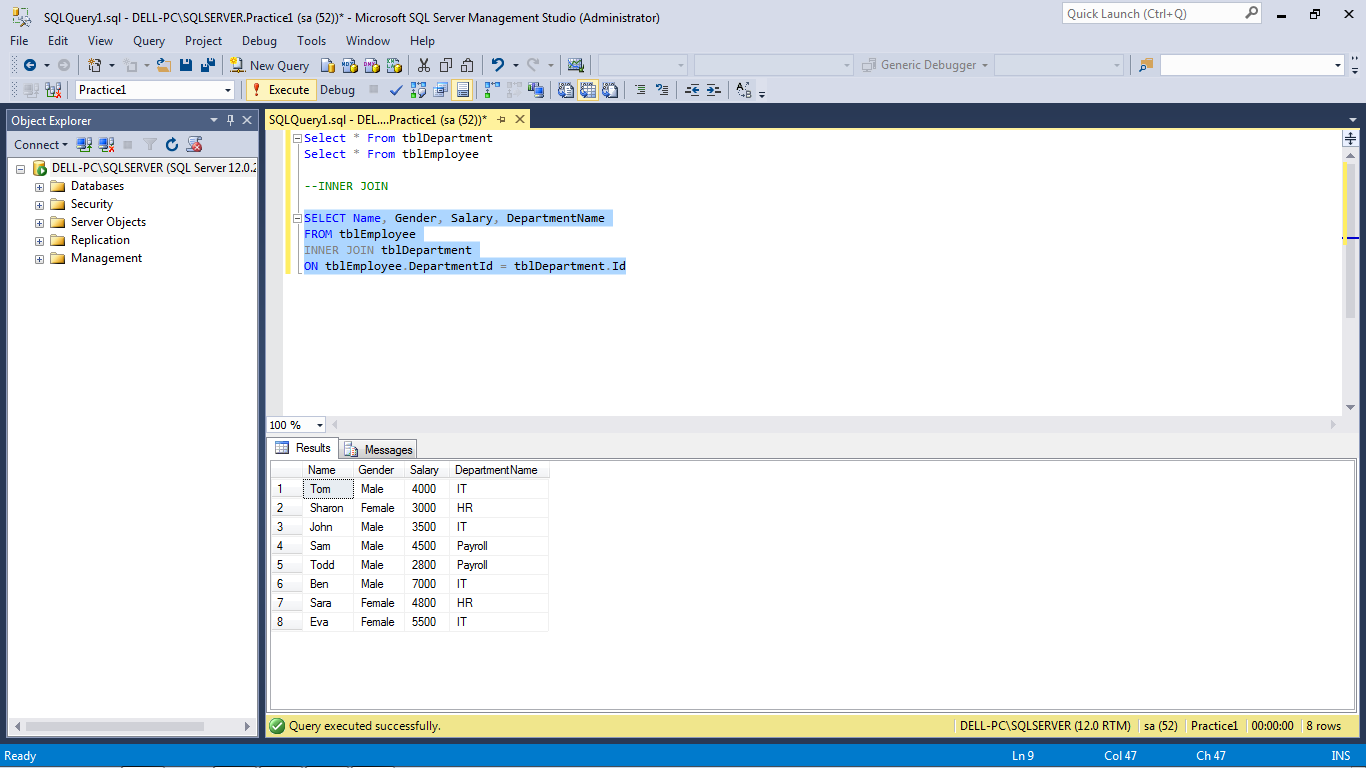 SQLQuery1.sql - DELL-PC\SQLSERVER.Practice1 (sa (52))* - Microsoft SQL Server Management Studio (Administrator)
Quick Launch (Ctrl+Q)
File Edit View Query Project Debug Tools Window Help
New Query
Generic Debugger
Practice1
Execute Debug
Object Explorer
SQLQuery1.sql - DEL....Practice1 (sa (52))*
Connect
DELL-PC\SQLSERVER (SQL Server 12.0.2
Databases
Security
Server Objects
Replication
Management
Select * From tblDepartment
Select * From tblEmployee
--INNER JOIN
SELECT Name, Gender, Salary, DepartmentName
FROM tblEmployee
INNER JOIN tblDepartment
ON tblEmployee.DepartmentId = tblDepartment.Id
100 %
Results Messages
Name Gender Salary DepartmentName
1 Tom Male 4000 IT
2 Sharon Female 3000 HR
3 John Male 3500 IT
4 Sam Male 4500 Payroll
5 Todd Male 2800 Payroll
6 Ben Male 7000 IT
7 Sara Female 4800 HR
8 Eva Female 5500 IT
Query executed successfully. DELL-PC\SQLSERVER (12.0 RTM) sa (52) Practice1 00:00:00 8 rows
Ready Ln 9 Col 47 Ch 47 INS